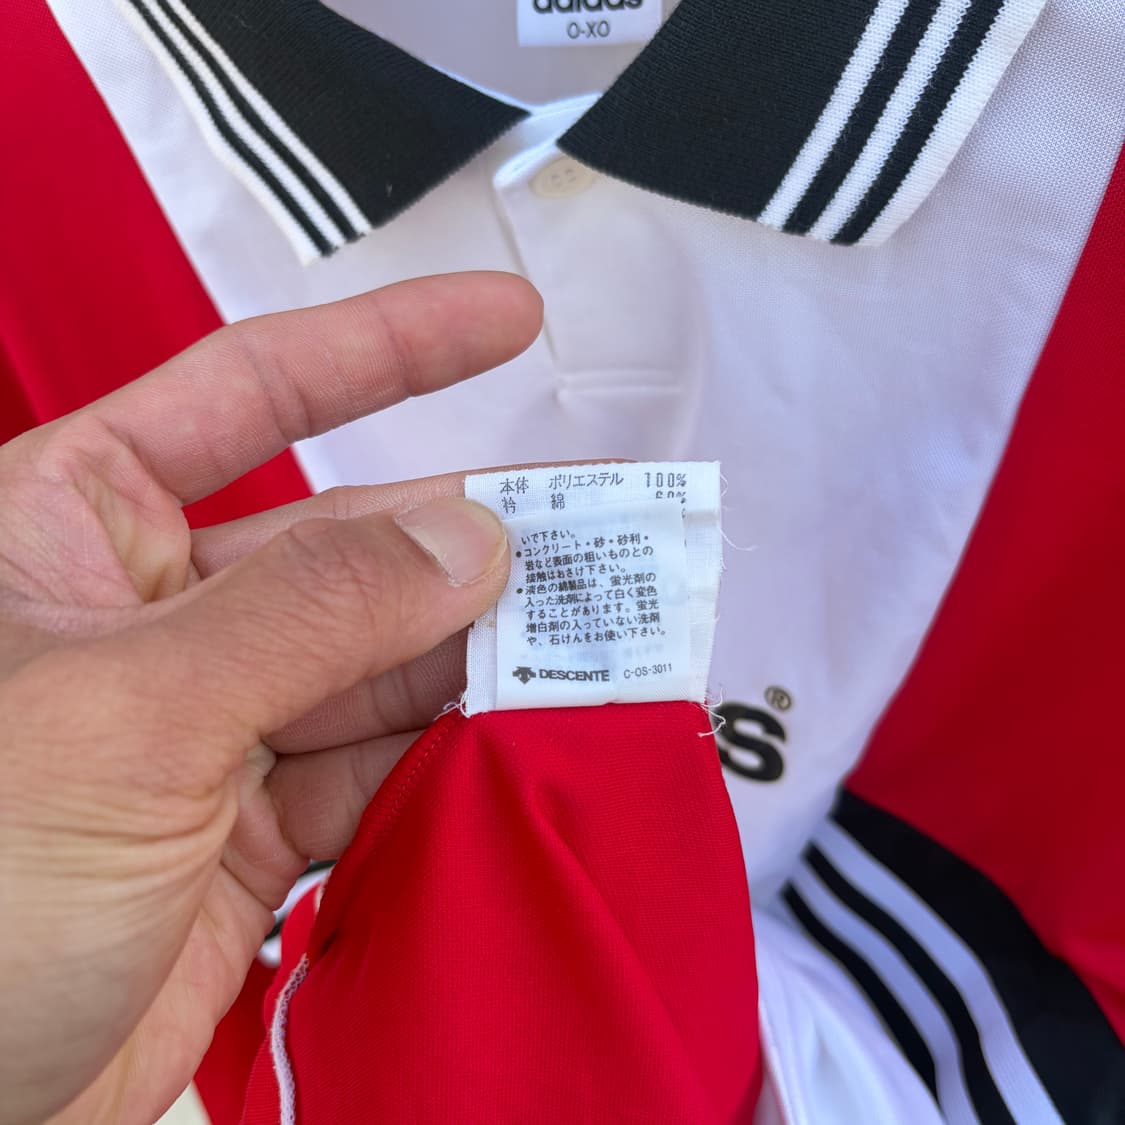 adidas
O-XO
本体 ポリエステル 100%
衿 綿 60%
いで下さい。
●コンクリート・砂・砂利・
岩など表面の粗いものとの
接触はおさけ下さい。
●淡色の綿製品は、蛍光剤の
入った洗剤によって白く変色
することがあります。蛍光
増白剤の入っていない洗剤
や、石けんをお使い下さい。
DESCENTE C-OS-3011
s®